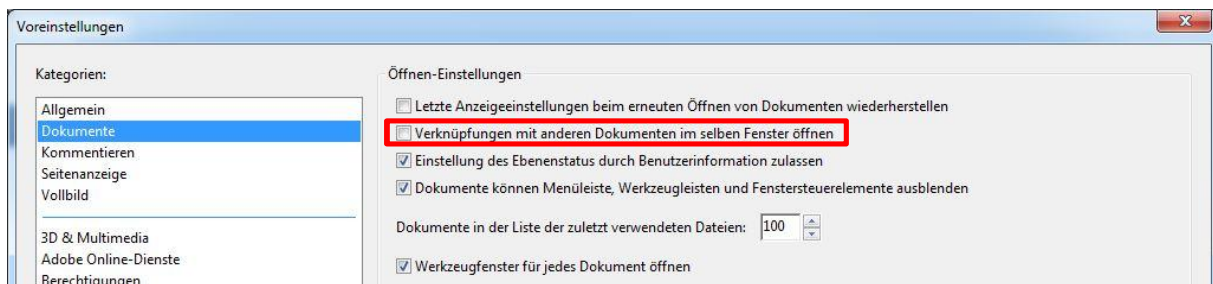 Voreinstellungen
Kategorien:
Allgemein
Dokumente
Kommentieren
Seitenanzeige
Vollbild
3D & Multimedia
Adobe Online-Dienste
Berechtigungen
Öffnen-Einstellungen
Letzte Anzeigeeinstellungen beim erneuten Öffnen von Dokumenten wiederherstellen
Verknüpfungen mit anderen Dokumenten im selben Fenster öffnen
Einstellung des Ebenenstatus durch Benutzerinformation zulassen
Dokumente können Menüleiste, Werkzeugleisten und Fenstersteuerelemente ausblenden
Dokumente in der Liste der zuletzt verwendeten Dateien: 100
Werkzeugfenster für jedes Dokument öffnen